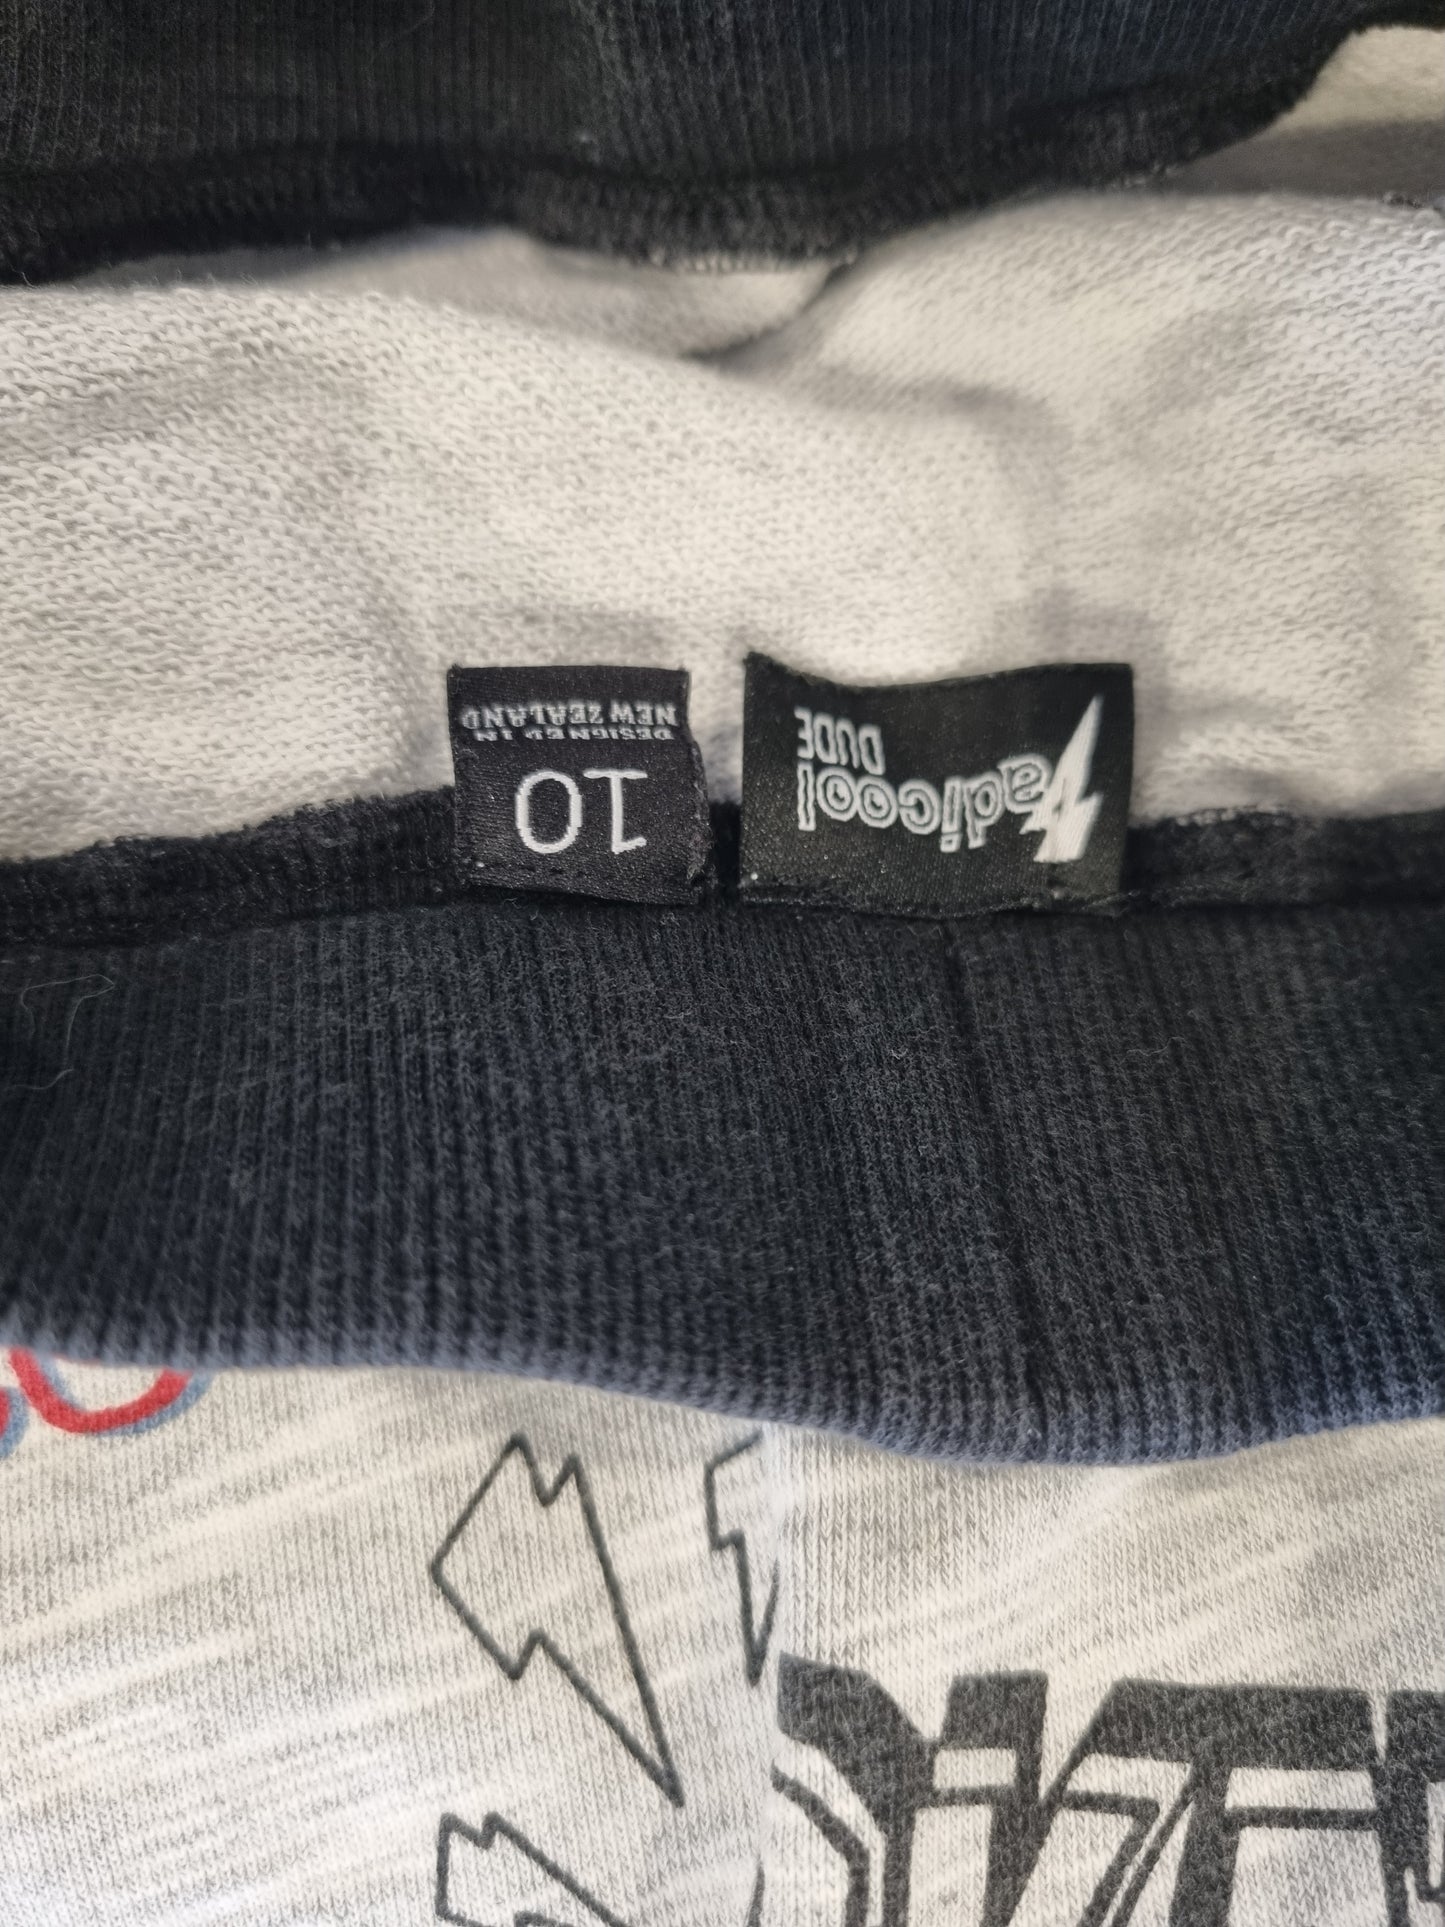 10
DESIGNED IN
NEW ZEALAND
Radicool
DUDE